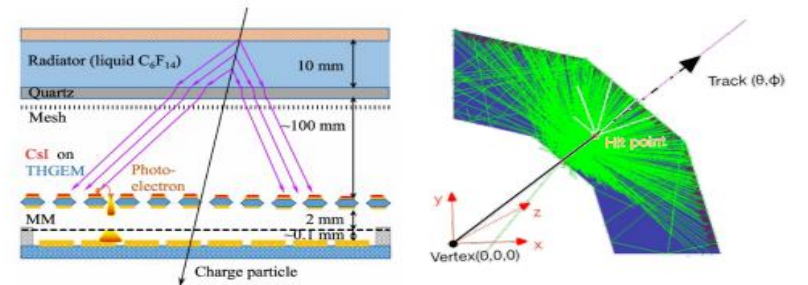 Radiator (liquid C₆F₁₄)
10 mm
Quartz
Mesh
~100 mm
CsI on
THGEM
Photo-
electron
MM
2 mm
~0.1 mm
Charge particle
Track (θ,ϕ)
Hit point
y
z
x
Vertex(0,0,0)